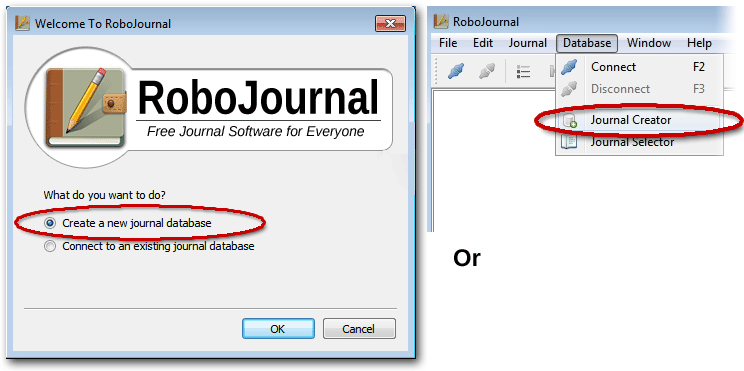 Welcome To RoboJournal
RoboJournal
Free Journal Software for Everyone
What do you want to do?
Create a new journal database
Connect to an existing journal database
OK Cancel
RoboJournal
File Edit Journal Database Window Help
Connect F2
Disconnect F3
Journal Creator
Journal Selector
Or